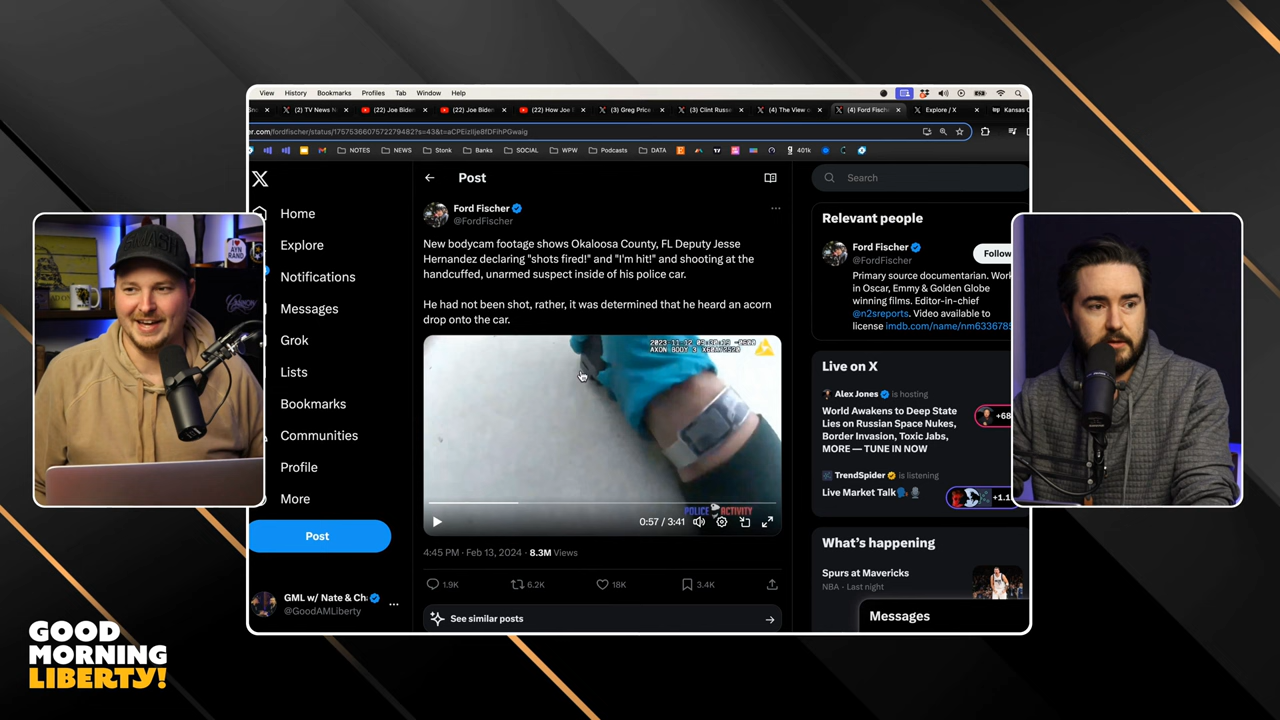 View History Bookmarks Profiles Tab Window Help
(2) TV News N
(22) Joe Biden
(22) Joe Biden
(22) How Joe B
(3) Greg Price
(3) Clint Russe
(4) The View o
(4) Ford Fisch
Explore / X
Kansas C
NOTES NEWS Stonk Banks SOCIAL WPW Podcasts DATA 401k
Home
Explore
Notifications
Messages
Grok
Lists
Bookmarks
Communities
Profile
More
Post
GML w/ Nate & Ch
@GoodAMLiberty
Post
Ford Fischer
@FordFischer
New bodycam footage shows Okaloosa County, FL Deputy Jesse
Hernandez declaring "shots fired!" and "I'm hit!" and shooting at the
handcuffed, unarmed suspect inside of his police car.
He had not been shot, rather, it was determined that he heard an acorn
drop onto the car.
POLICE ACTIVITY
0:57 / 3:41
4:45 PM · Feb 13, 2024 · 8.3M Views
1.9K 6.2K 18K 3.4K
See similar posts
Search
Relevant people
Ford Fischer
@FordFischer
Follow
Primary source documentarian. Work
in Oscar, Emmy & Golden Globe
winning films. Editor-in-chief
@n2sreports. Video available to
license imdb.com/name/nm6336785
Live on X
Alex Jones is hosting
World Awakens to Deep State
Lies on Russian Space Nukes,
Border Invasion, Toxic Jabs,
MORE — TUNE IN NOW
+68
TrendSpider is listening
Live Market Talk
+1.1
What's happening
Spurs at Mavericks
NBA · Last night
Messages
AYN
RAND
GOOD
MORNING
LIBERTY!